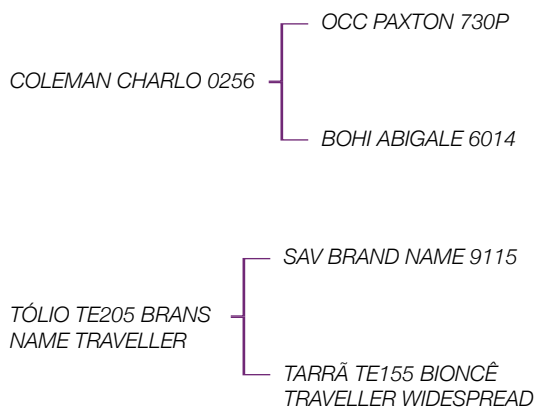 OCC PAXTON 730P
COLEMAN CHARLO 0256
BOHI ABIGALE 6014
SAV BRAND NAME 9115
TÓLIO TE205 BRANS
NAME TRAVELLER
TARRÃ TE155 BIONCÊ
TRAVELLER WIDESPREAD